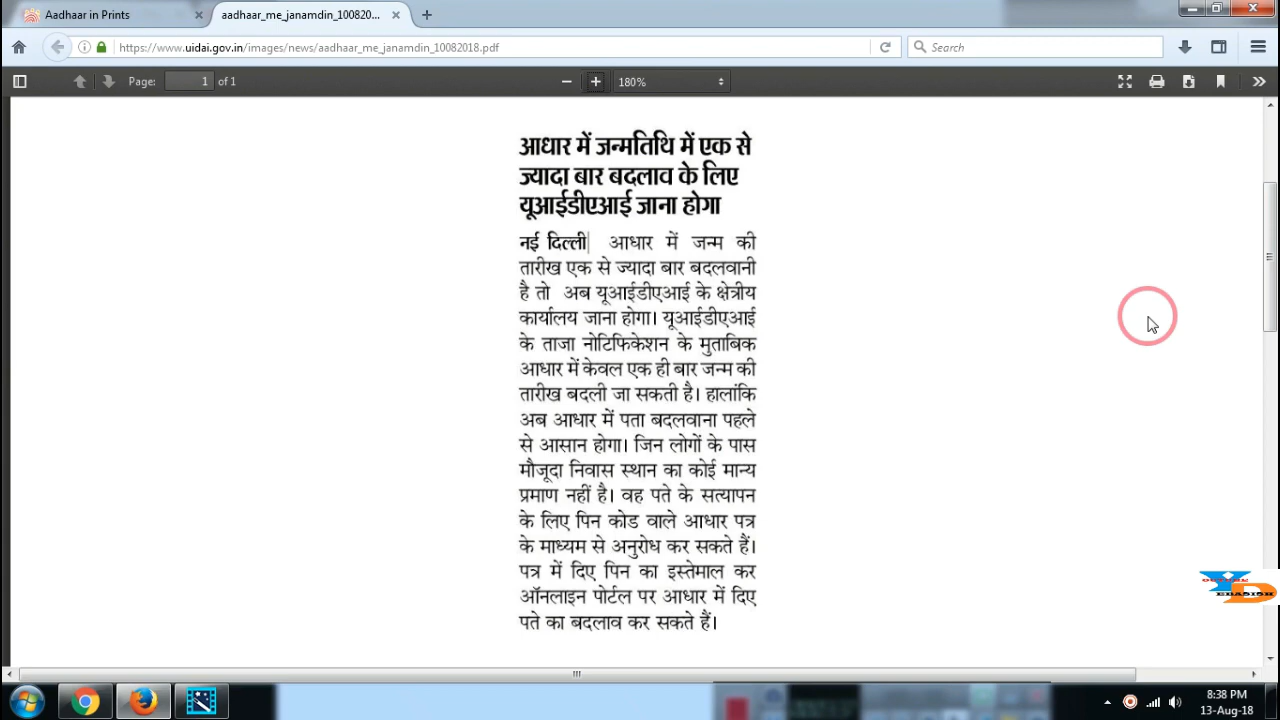 Aadhaar in Prints
aadhaar_me_janamdin_100820...
https://www.uidai.gov.in/images/news/aadhaar_me_janamdin_10082018.pdf
Search
Page: 1 of 1
180%
आधार में जन्मतिथि में एक से
ज्यादा बार बदलाव के लिए
यूआईडीएआई जाना होगा
नई दिल्ली| आधार में जन्म की
तारीख एक से ज्यादा बार बदलवानी
है तो अब यूआईडीएआई के क्षेत्रीय
कार्यालय जाना होगा। यूआईडीएआई
के ताजा नोटिफिकेशन के मुताबिक
आधार में केवल एक ही बार जन्म की
तारीख बदली जा सकती है। हालांकि
अब आधार में पता बदलवाना पहले
से आसान होगा। जिन लोगों के पास
मौजूदा निवास स्थान का कोई मान्य
प्रमाण नहीं है। वह पते के सत्यापन
के लिए पिन कोड वाले आधार पत्र
के माध्यम से अनुरोध कर सकते हैं।
पत्र में दिए पिन का इस्तेमाल कर
ऑनलाइन पोर्टल पर आधार में दिए
पते का बदलाव कर सकते हैं।
8:38 PM
13-Aug-18